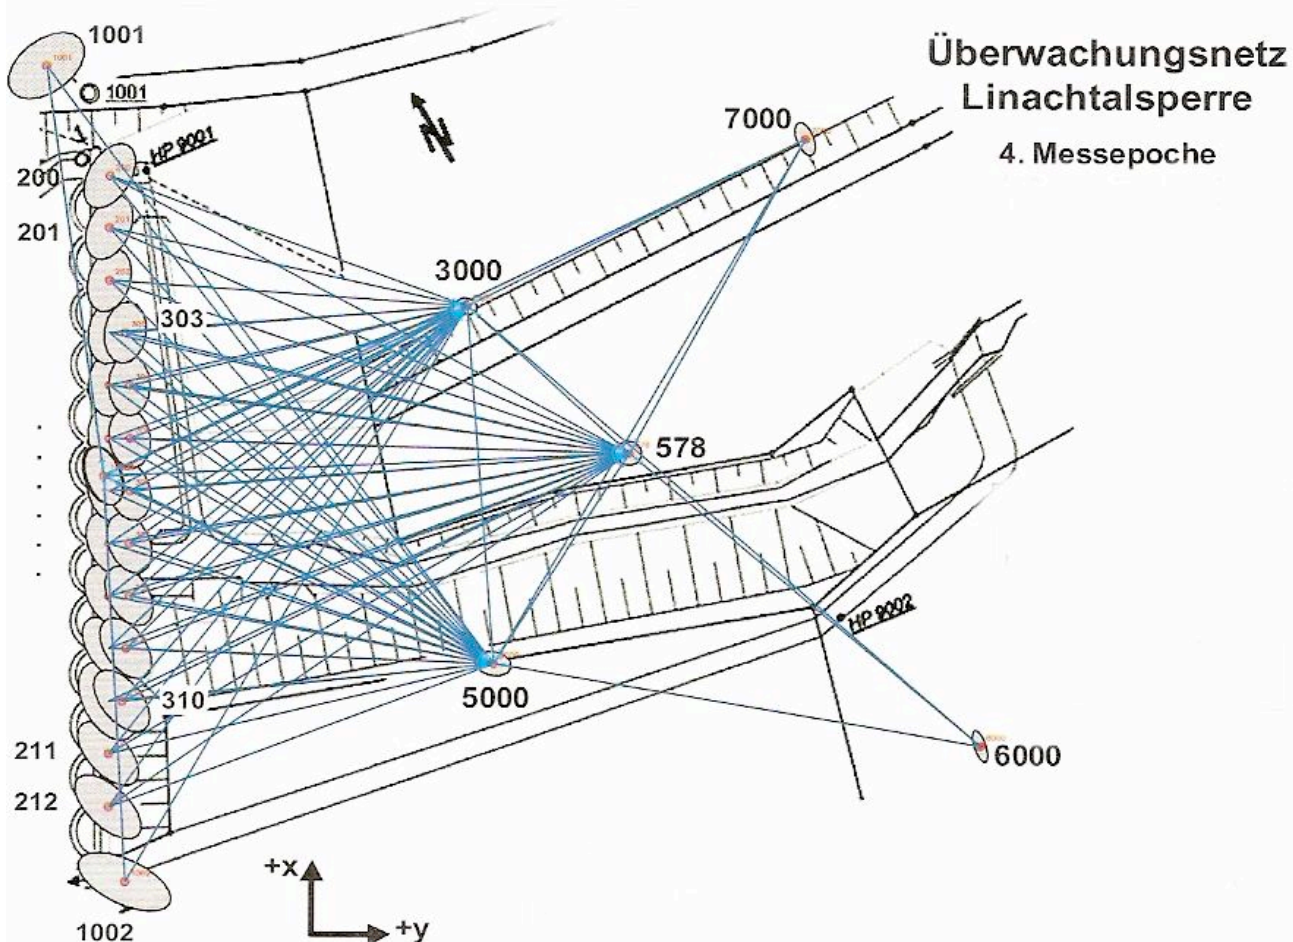 1001
Überwachungsnetz
Linachtalsperre
4. Messepoche
1001
N
7000
HP 9001
200
201
3000
303
578
HP 9002
310
5000
211
6000
212
+x
+y
1002